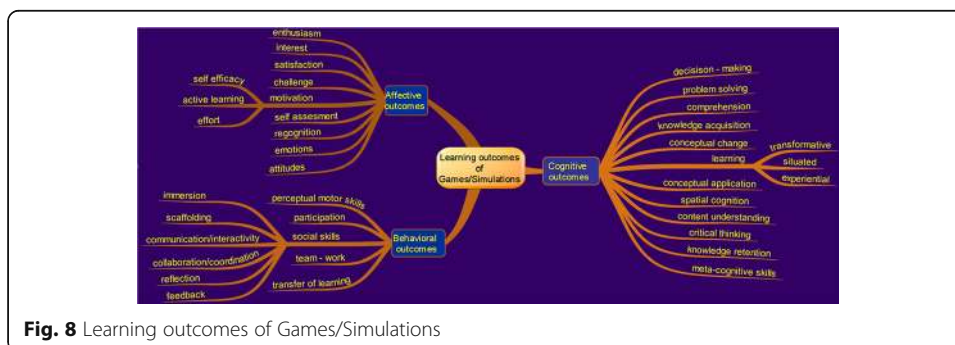 enthusiasm
interest
satisfaction
challenge
motivation
self assesment
regognition
emotions
attitudes
self efficacy
active learning
effort
Affective
outcomes
Learning outcomes
of
Games/Simulations
Cognitive
outcomes
decisison - making
problem solving
comprehension
knowledge acquisition
conceptual change
learning
transformative
situated
experiential
conceptual application
spatial cognition
content understanding
critical thinking
knowledge retention
meta-cognitive skills
Behavioral
outcomes
perceptual motor skills
participation
social skills
team - work
transfer of learning
immersion
scaffolding
communication/interactivity
collaboration/coordination
reflection
feedback
Fig. 8 Learning outcomes of Games/Simulations